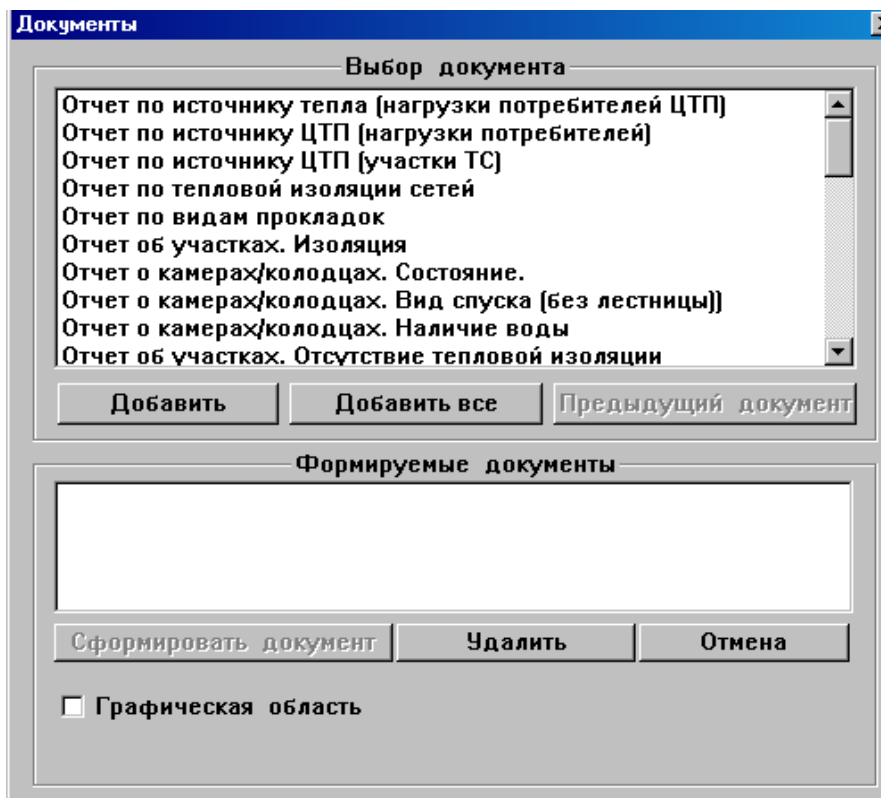 Документы
Выбор документа
Отчет по источнику тепла (нагрузки потребителей ЦТП)
Отчет по источнику ЦТП (нагрузки потребителей)
Отчет по источнику ЦТП (участки ТС)
Отчет по тепловой изоляции сетей
Отчет по видам прокладок
Отчет об участках. Изоляция
Отчет о камерах/колодцах. Состояние.
Отчет о камерах/колодцах. Вид спуска (без лестницы))
Отчет о камерах/колодцах. Наличие воды
Отчет об участках. Отсутствие тепловой изоляции
Добавить Добавить все Предыдущий документ
Формируемые документы
Сформировать документ Удалить Отмена
Графическая область